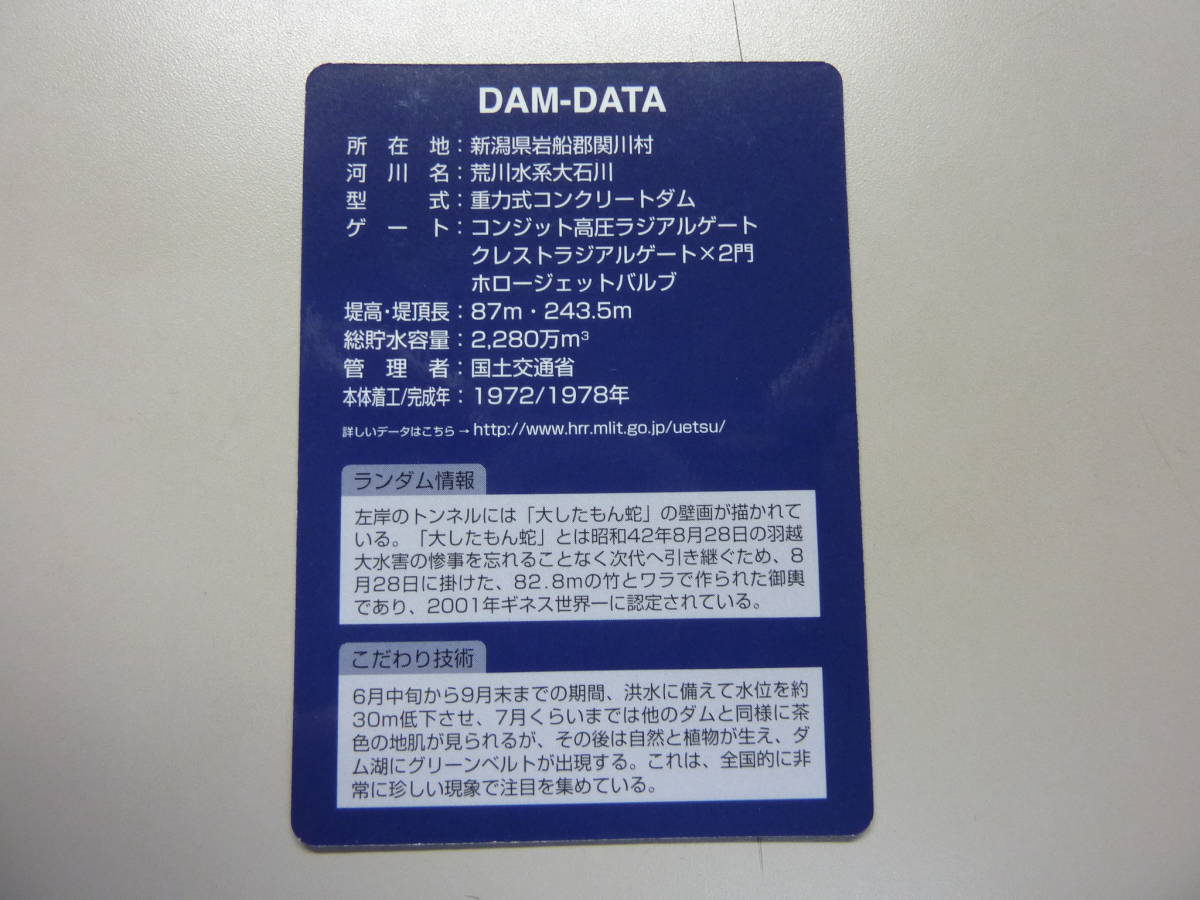 DAM-DATA
所在地：新潟県岩船郡関川村
河川名：荒川水系大石川
型式：重力式コンクリートダム
ゲート：コンジット高圧ラジアルゲート
クレストラジアルゲート×2門
ホロージェットバルブ
堤高・堤頂長：87m・243.5m
総貯水容量：2,280万m³
管理者：国土交通省
本体着工/完成年：1972/1978年
詳しいデータはこちら→http://www.hrr.mlit.go.jp/uetsu/
ランダム情報
左岸のトンネルには「大したもん蛇」の壁画が描かれて
いる。「大したもん蛇」とは昭和42年8月28日の羽越
大水害の惨事を忘れることなく次代へ引き継ぐため、8
月28日に掛けた、82.8mの竹とワラで作られた御輿
であり、2001年ギネス世界一に認定されている。
こだわり技術
6月中旬から9月末までの期間、洪水に備えて水位を約
30m低下させ、7月くらいまでは他のダムと同様に茶
色の地肌が見られるが、その後は自然と植物が生え、ダ
ム湖にグリーンベルトが出現する。これは、全国的に非
常に珍しい現象で注目を集めている。